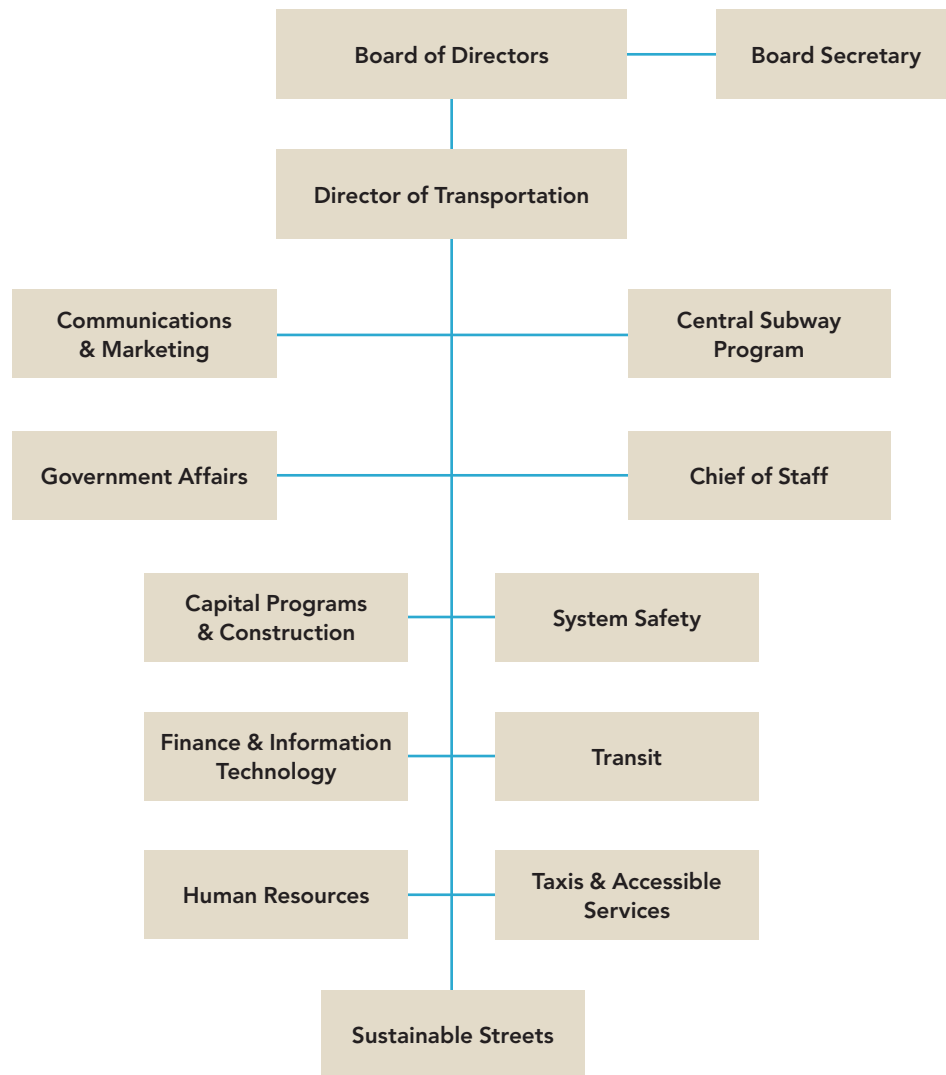 Board of Directors
Board Secretary
Director of Transportation
Communications
& Marketing
Central Subway
Program
Government Affairs
Chief of Staff
Capital Programs
& Construction
System Safety
Finance & Information
Technology
Transit
Human Resources
Taxis & Accessible
Services
Sustainable Streets